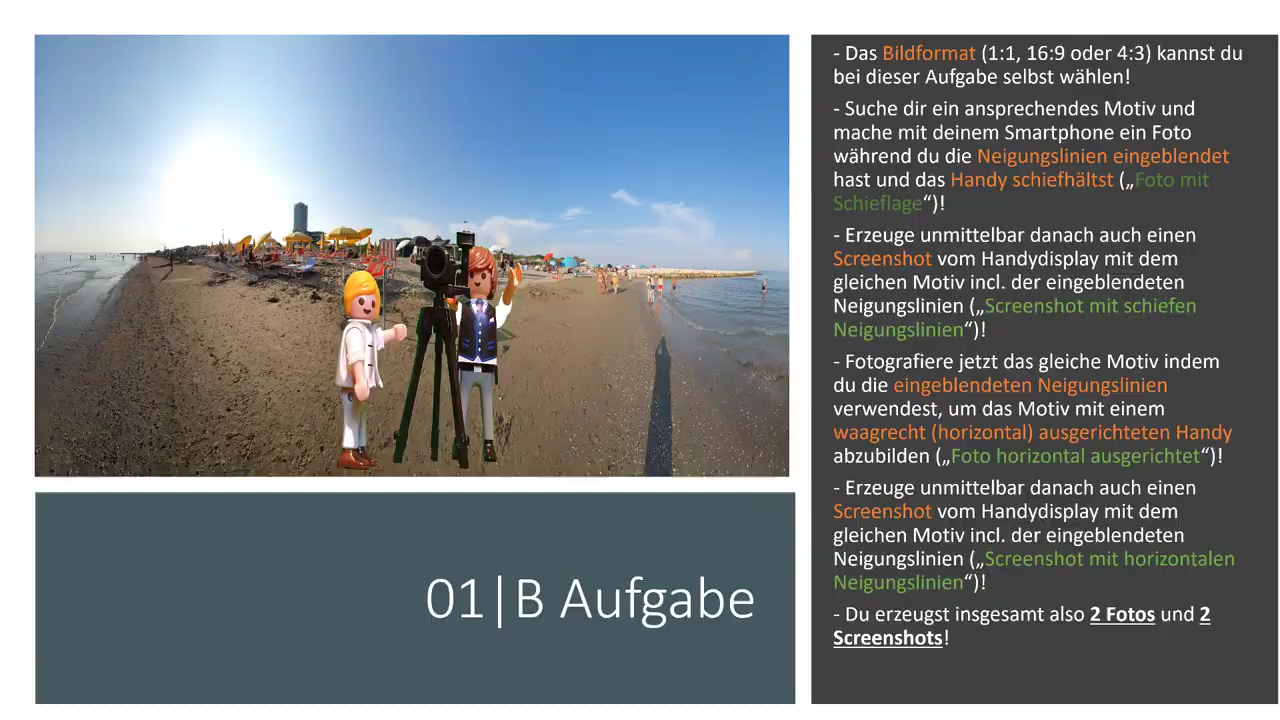 - Das Bildformat (1:1, 16:9 oder 4:3) kannst du
bei dieser Aufgabe selbst wählen!
- Suche dir ein ansprechendes Motiv und
mache mit deinem Smartphone ein Foto
während du die Neigungslinien eingeblendet
hast und das Handy schiefhältst („Foto mit
Schieflage“)!
- Erzeuge unmittelbar danach auch einen
Screenshot vom Handydisplay mit dem
gleichen Motiv incl. der eingeblendeten
Neigungslinien („Screenshot mit schiefen
Neigungslinien“)!
- Fotografiere jetzt das gleiche Motiv indem
du die eingeblendeten Neigungslinien
verwendest, um das Motiv mit einem
waagrecht (horizontal) ausgerichteten Handy
abzubilden („Foto horizontal ausgerichtet“)!
- Erzeuge unmittelbar danach auch einen
Screenshot vom Handydisplay mit dem
gleichen Motiv incl. der eingeblendeten
Neigungslinien („Screenshot mit horizontalen
Neigungslinien“)!
- Du erzeugst insgesamt also 2 Fotos und 2
Screenshots!
01|B Aufgabe